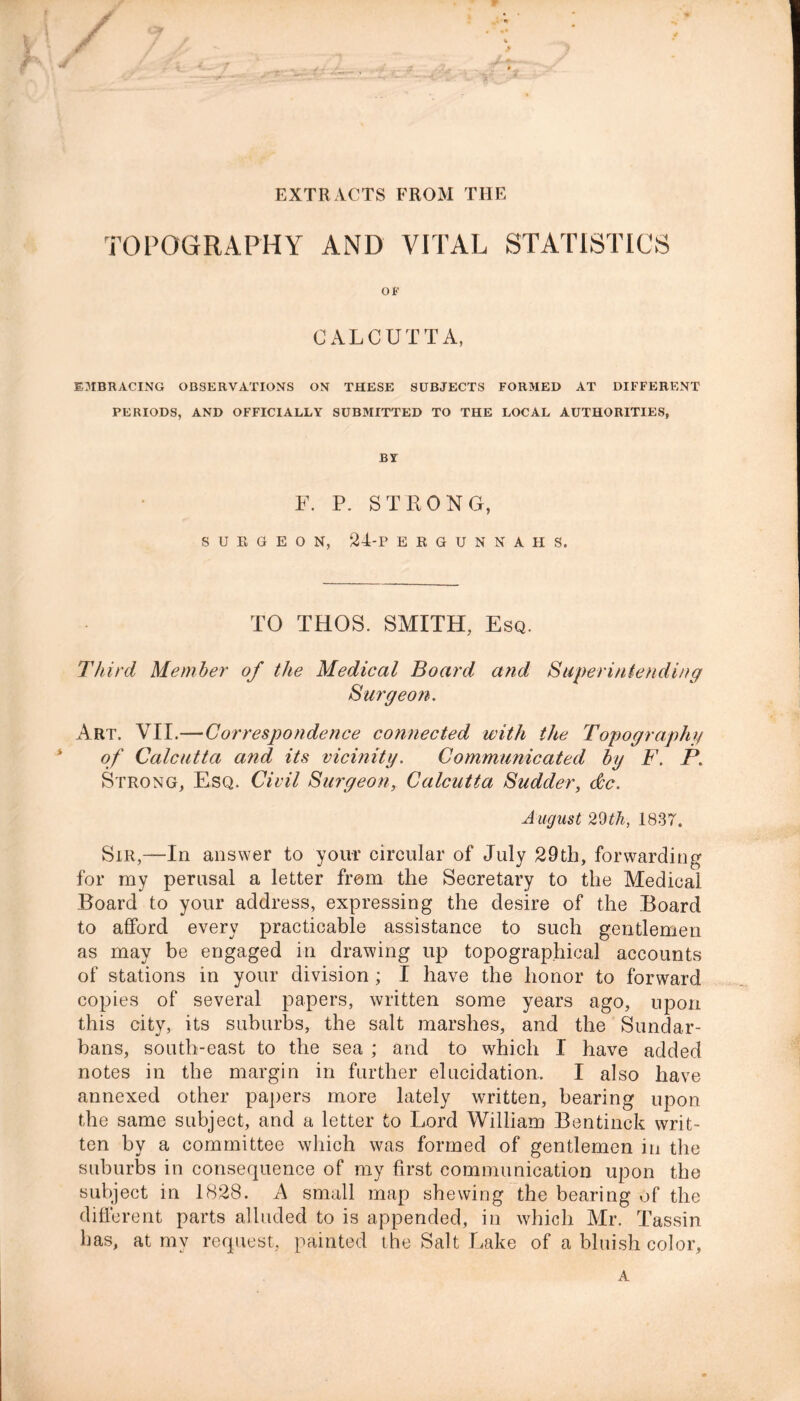 EXTRACTS FROM THE
TOPOGRAPHY AND VITAL STATISTICS
OF
CALCUTTA,
EMBRACING OBSERVATIONS ON THESE SUBJECTS FORMED AT DIFFERENT
PERIODS, AND OFFICIALLY SUBMITTED TO THE LOCAL AUTHORITIES,
BY
F. P. STRONG,
SURGEON, 24-PERGUNNAHS.
TO THOS. SMITH, Esq.
Third Member of the Medical Board and Superintending
Surgeon.
Art. VII.—Correspondence connected with the Topography
of Calcutta and its vicinity. Communicated by F. P.
Strong, Esq. Civil Surgeon, Calcutta Sudder, &c.
August 29th, 1837.
Sir,—In answer to your circular of July 29th, forwarding
for my perusal a letter from the Secretary to the Medical
Board to your address, expressing the desire of the Board
to afford every practicable assistance to such gentlemen
as may be engaged in drawing up topographical accounts
of stations in your division ; I have the honor to forward
copies of several papers, written some years ago, upon
this city, its suburbs, the salt marshes, and the Sundar-
bans, south-east to the sea ; and to which I have added
notes in the margin in further elucidation. I also have
annexed other papers more lately written, bearing upon
the same subject, and a letter to Lord William Bentinck writ-
ten by a committee which was formed of gentlemen in the
suburbs in consequence of my first communication upon the
subject in 1828. A small map shewing the bearing of the
different parts alluded to is appended, in which Mr. Tassin
has, at my request, painted the Salt Lake of a bluish color,
A